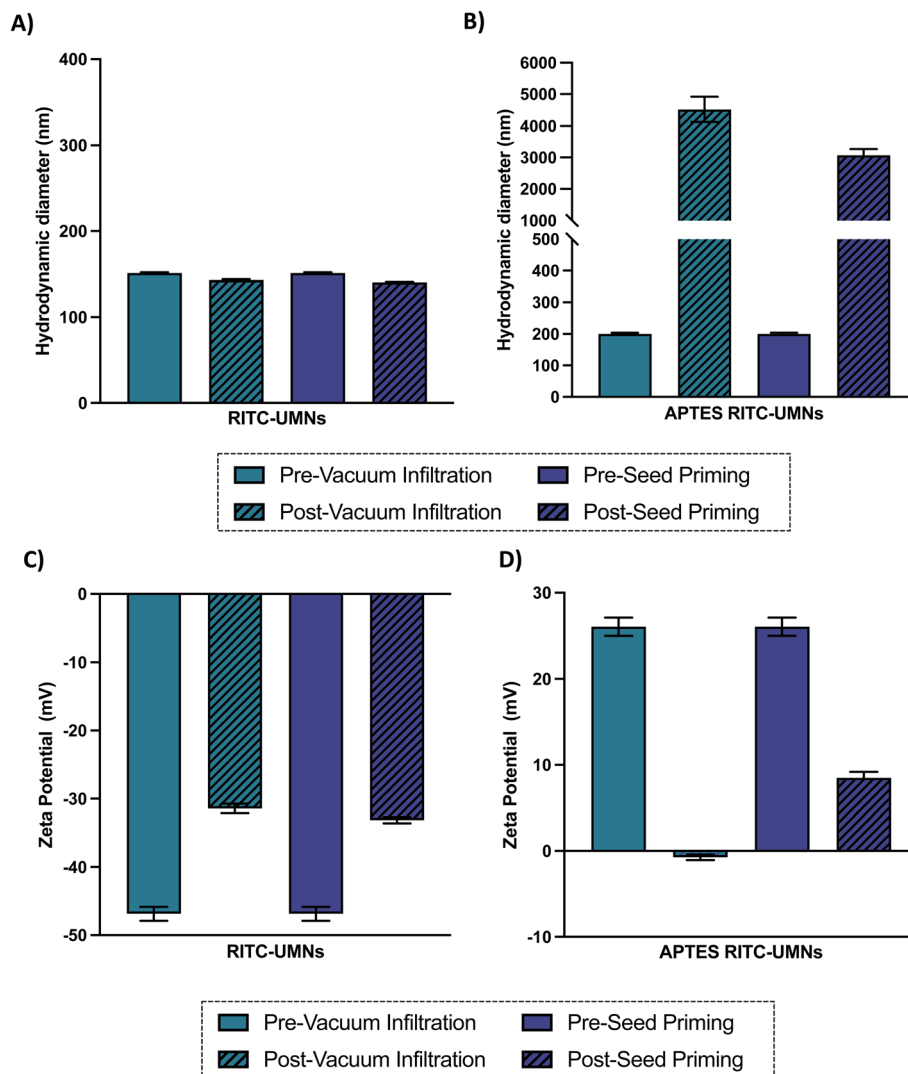 A)
Hydrodynamic diameter (nm)
400
300
200
100
0
RITC-UMNs
B)
Hydrodynamic diameter (nm)
6000
5000
4000
3000
2000
1000
500
400
300
200
100
0
APTES RITC-UMNs
Pre-Vacuum Infiltration
Pre-Seed Priming
Post-Vacuum Infiltration
Post-Seed Priming
C)
Zeta Potential (mV)
0
-10
-20
-30
-40
-50
RITC-UMNs
D)
Zeta Potential (mV)
30
20
10
0
-10
APTES RITC-UMNs
Pre-Vacuum Infiltration
Pre-Seed Priming
Post-Vacuum Infiltration
Post-Seed Priming